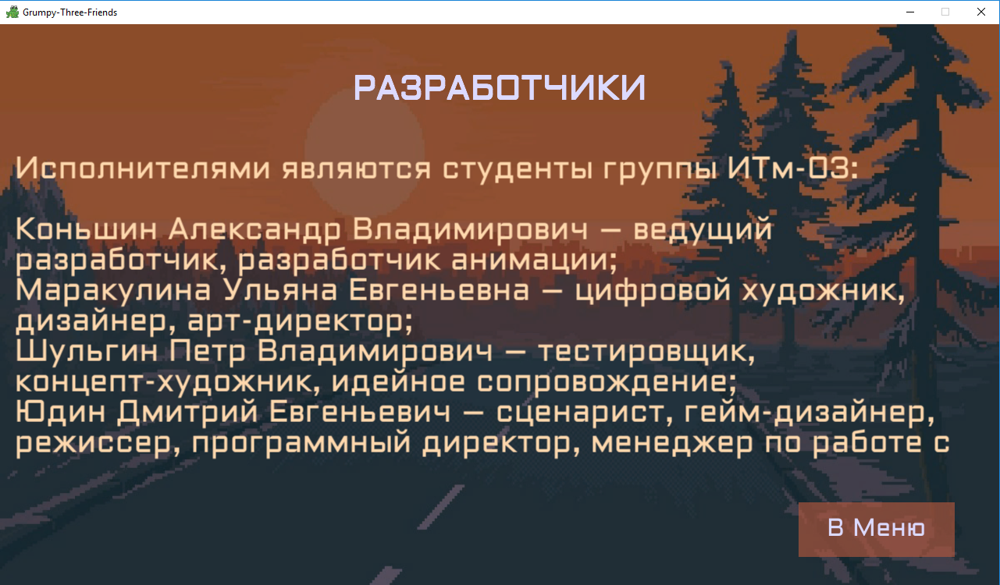 Grumpy-Three-Friends
РАЗРАБОТЧИКИ
Исполнителями являются студенты группы ИТм-03:
Коньшин Александр Владимирович – ведущий
разработчик, разработчик анимации;
Маракулина Ульяна Евгеньевна – цифровой художник,
дизайнер, арт-директор;
Шульгин Петр Владимирович – тестировщик,
концепт-художник, идейное сопровождение;
Юдин Дмитрий Евгеньевич – сценарист, гейм-дизайнер,
режиссер, программный директор, менеджер по работе с
В Меню